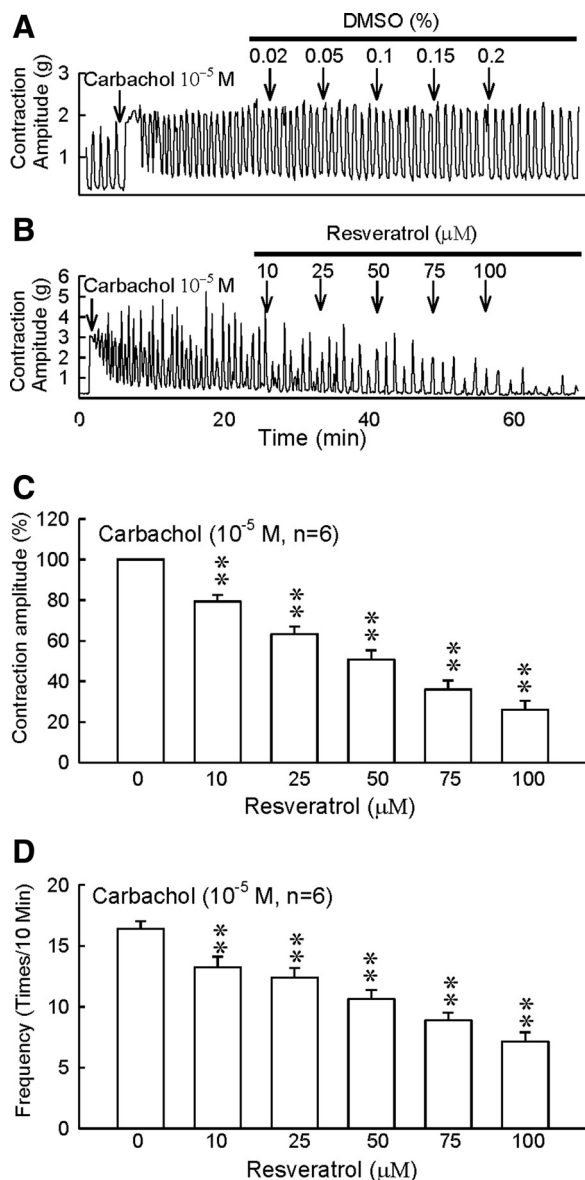 A
DMSO (%)
0.02 0.05 0.1 0.15 0.2
Carbachol 10⁻⁵ M
Contraction
Amplitude (g)
3
2
1
B
Resveratrol (μM)
10 25 50 75 100
Carbachol 10⁻⁵ M
Contraction
Amplitude (g)
6
5
4
3
2
1
0 20 40 60
Time (min)
C
Carbachol (10⁻⁵ M, n=6)
Contraction amplitude (%)
120
100
80
60
40
20
0
** ** ** ** **
0 10 25 50 75 100
Resveratrol (μM)
D
Carbachol (10⁻⁵ M, n=6)
Frequency (Times/10 Min)
20
15
10
5
0
** ** ** ** **
0 10 25 50 75 100
Resveratrol (μM)